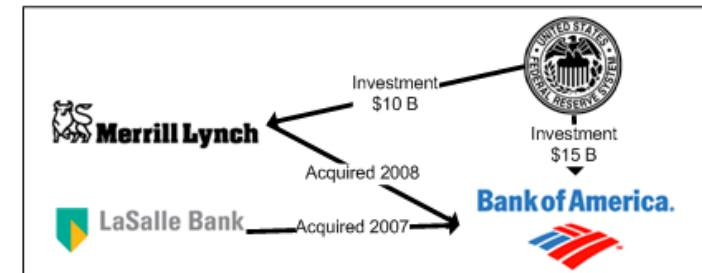 UNITED STATES
FEDERAL RESERVE SYSTEM
Investment
$10 B
Merrill Lynch
Investment
$15 B
Acquired 2008
Bank of America.
LaSalle Bank
Acquired 2007